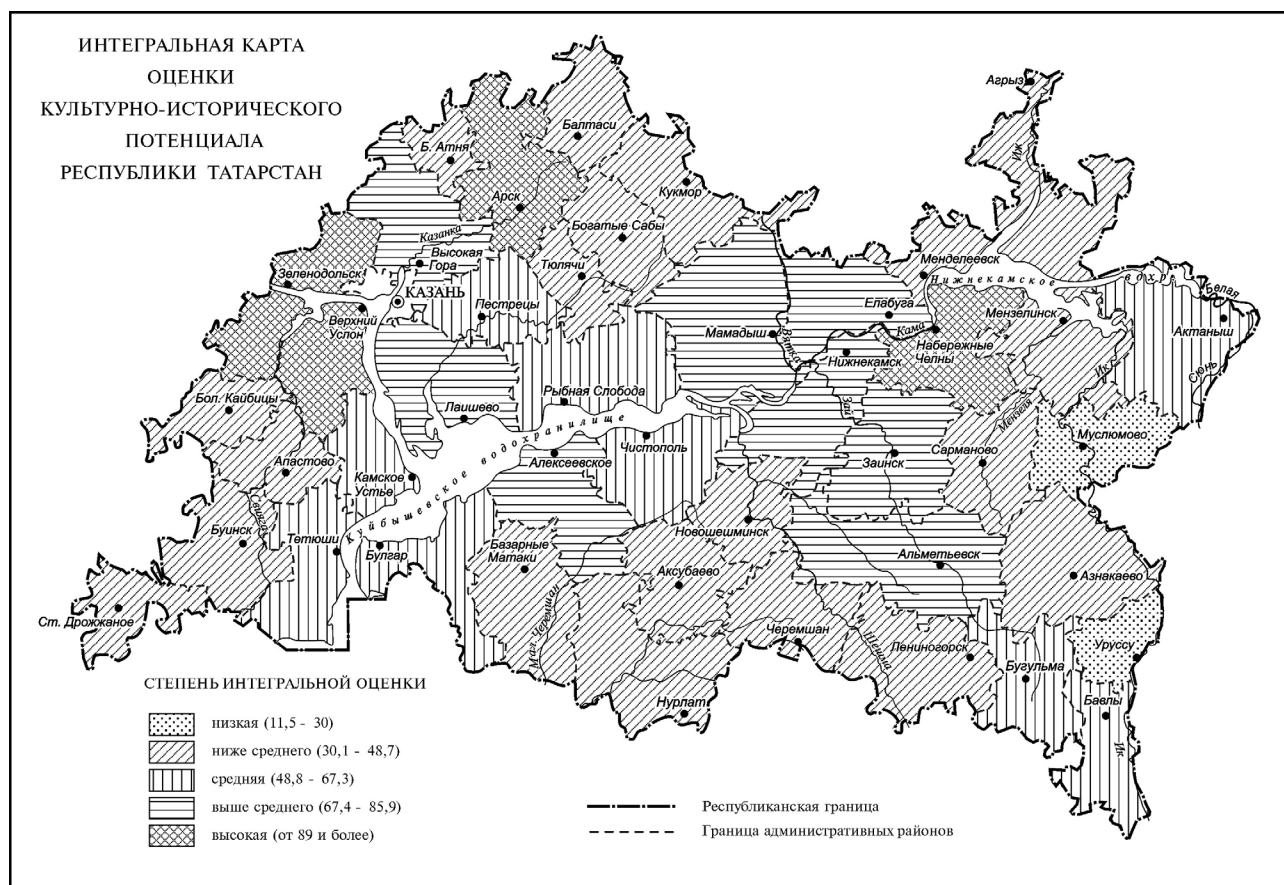 ИНТЕГРАЛЬНАЯ КАРТА
ОЦЕНКИ
КУЛЬТУРНО-ИСТОРИЧЕСКОГО
ПОТЕНЦИАЛА
РЕСПУБЛИКИ ТАТАРСТАН
Агрыз
Иж
Балтаси
Б. Атня
Кукмор
Арск
Богатые Сабы
Казанка
Высокая
Гора
Тюлячи
Менделеевск
Зеленодольск
Нижнекамское вдхр.
Белая
КАЗАНЬ
Пестрецы
Елабуга
Мензелинск
Верхний
Услон
Мамадыш
Вятка
Кама
Набережные
Челны
Актаныш
Нижнекамск
Ик
Сюнь
Бол. Кайбицы
Рыбная Слобода
Зай
Лаишево
Мензеля
Муслюмово
Чистополь
Сарманово
Апастово
Алексеевское
Заинск
Камское
Устье
Куйбышевское водохранилище
Свияга
Буинск
Тетюши
Булгар
Базарные
Матаки
Новошешминск
Альметьевск
Аксубаево
Азнакаево
Ст. Дрожжаное
Мал. Черемшан
Черемшан
Шешма
Лениногорск
Уруссу
Бугульма
Бавлы
Нурлат
Ик
СТЕПЕНЬ ИНТЕГРАЛЬНОЙ ОЦЕНКИ
низкая (11,5 - 30)
ниже среднего (30,1 - 48,7)
средняя (48,8 - 67,3)
выше среднего (67,4 - 85,9)
высокая (от 89 и более)
Республиканская граница
Граница административных районов